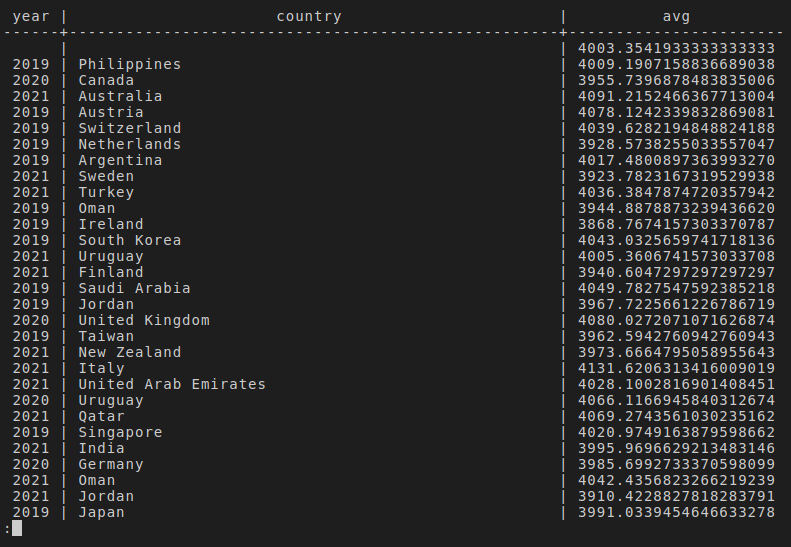 year |                      country                      |          avg
------+---------------------------------------------------+-----------------------
      |                                                   | 4003.3541933333333333
 2019 | Philippines                                       | 4009.1907158836689038
 2020 | Canada                                            | 3955.7396878483835006
 2021 | Australia                                         | 4091.2152466367713004
 2019 | Austria                                           | 4078.1242339832869081
 2019 | Switzerland                                       | 4039.6282194848824188
 2019 | Netherlands                                       | 3928.5738255033557047
 2019 | Argentina                                         | 4017.4800897363993270
 2021 | Sweden                                            | 3923.7823167319529938
 2021 | Turkey                                            | 4036.3847874720357942
 2019 | Oman                                              | 3944.8878873239436620
 2019 | Ireland                                           | 3868.7674157303370787
 2019 | South Korea                                       | 4043.0325659741718136
 2021 | Uruguay                                           | 4005.3606741573033708
 2021 | Finland                                           | 3940.6047297297297297
 2019 | Saudi Arabia                                      | 4049.7827547592385218
 2019 | Jordan                                            | 3967.7225661226786719
 2020 | United Kingdom                                    | 4080.0272071071626874
 2019 | Taiwan                                            | 3962.5942760942760943
 2021 | New Zealand                                       | 3973.6664795058955643
 2021 | Italy                                             | 4131.6206313416009019
 2021 | United Arab Emirates                              | 4028.1002816901408451
 2020 | Uruguay                                           | 4066.1166945840312674
 2021 | Qatar                                             | 4069.2743561030235162
 2019 | Singapore                                         | 4020.9749163879598662
 2021 | India                                             | 3995.9696629213483146
 2020 | Germany                                           | 3985.6992733370598099
 2021 | Oman                                              | 4042.4356823266219239
 2021 | Jordan                                            | 3910.4228827818283791
 2019 | Japan                                             | 3991.0339454646633278
: